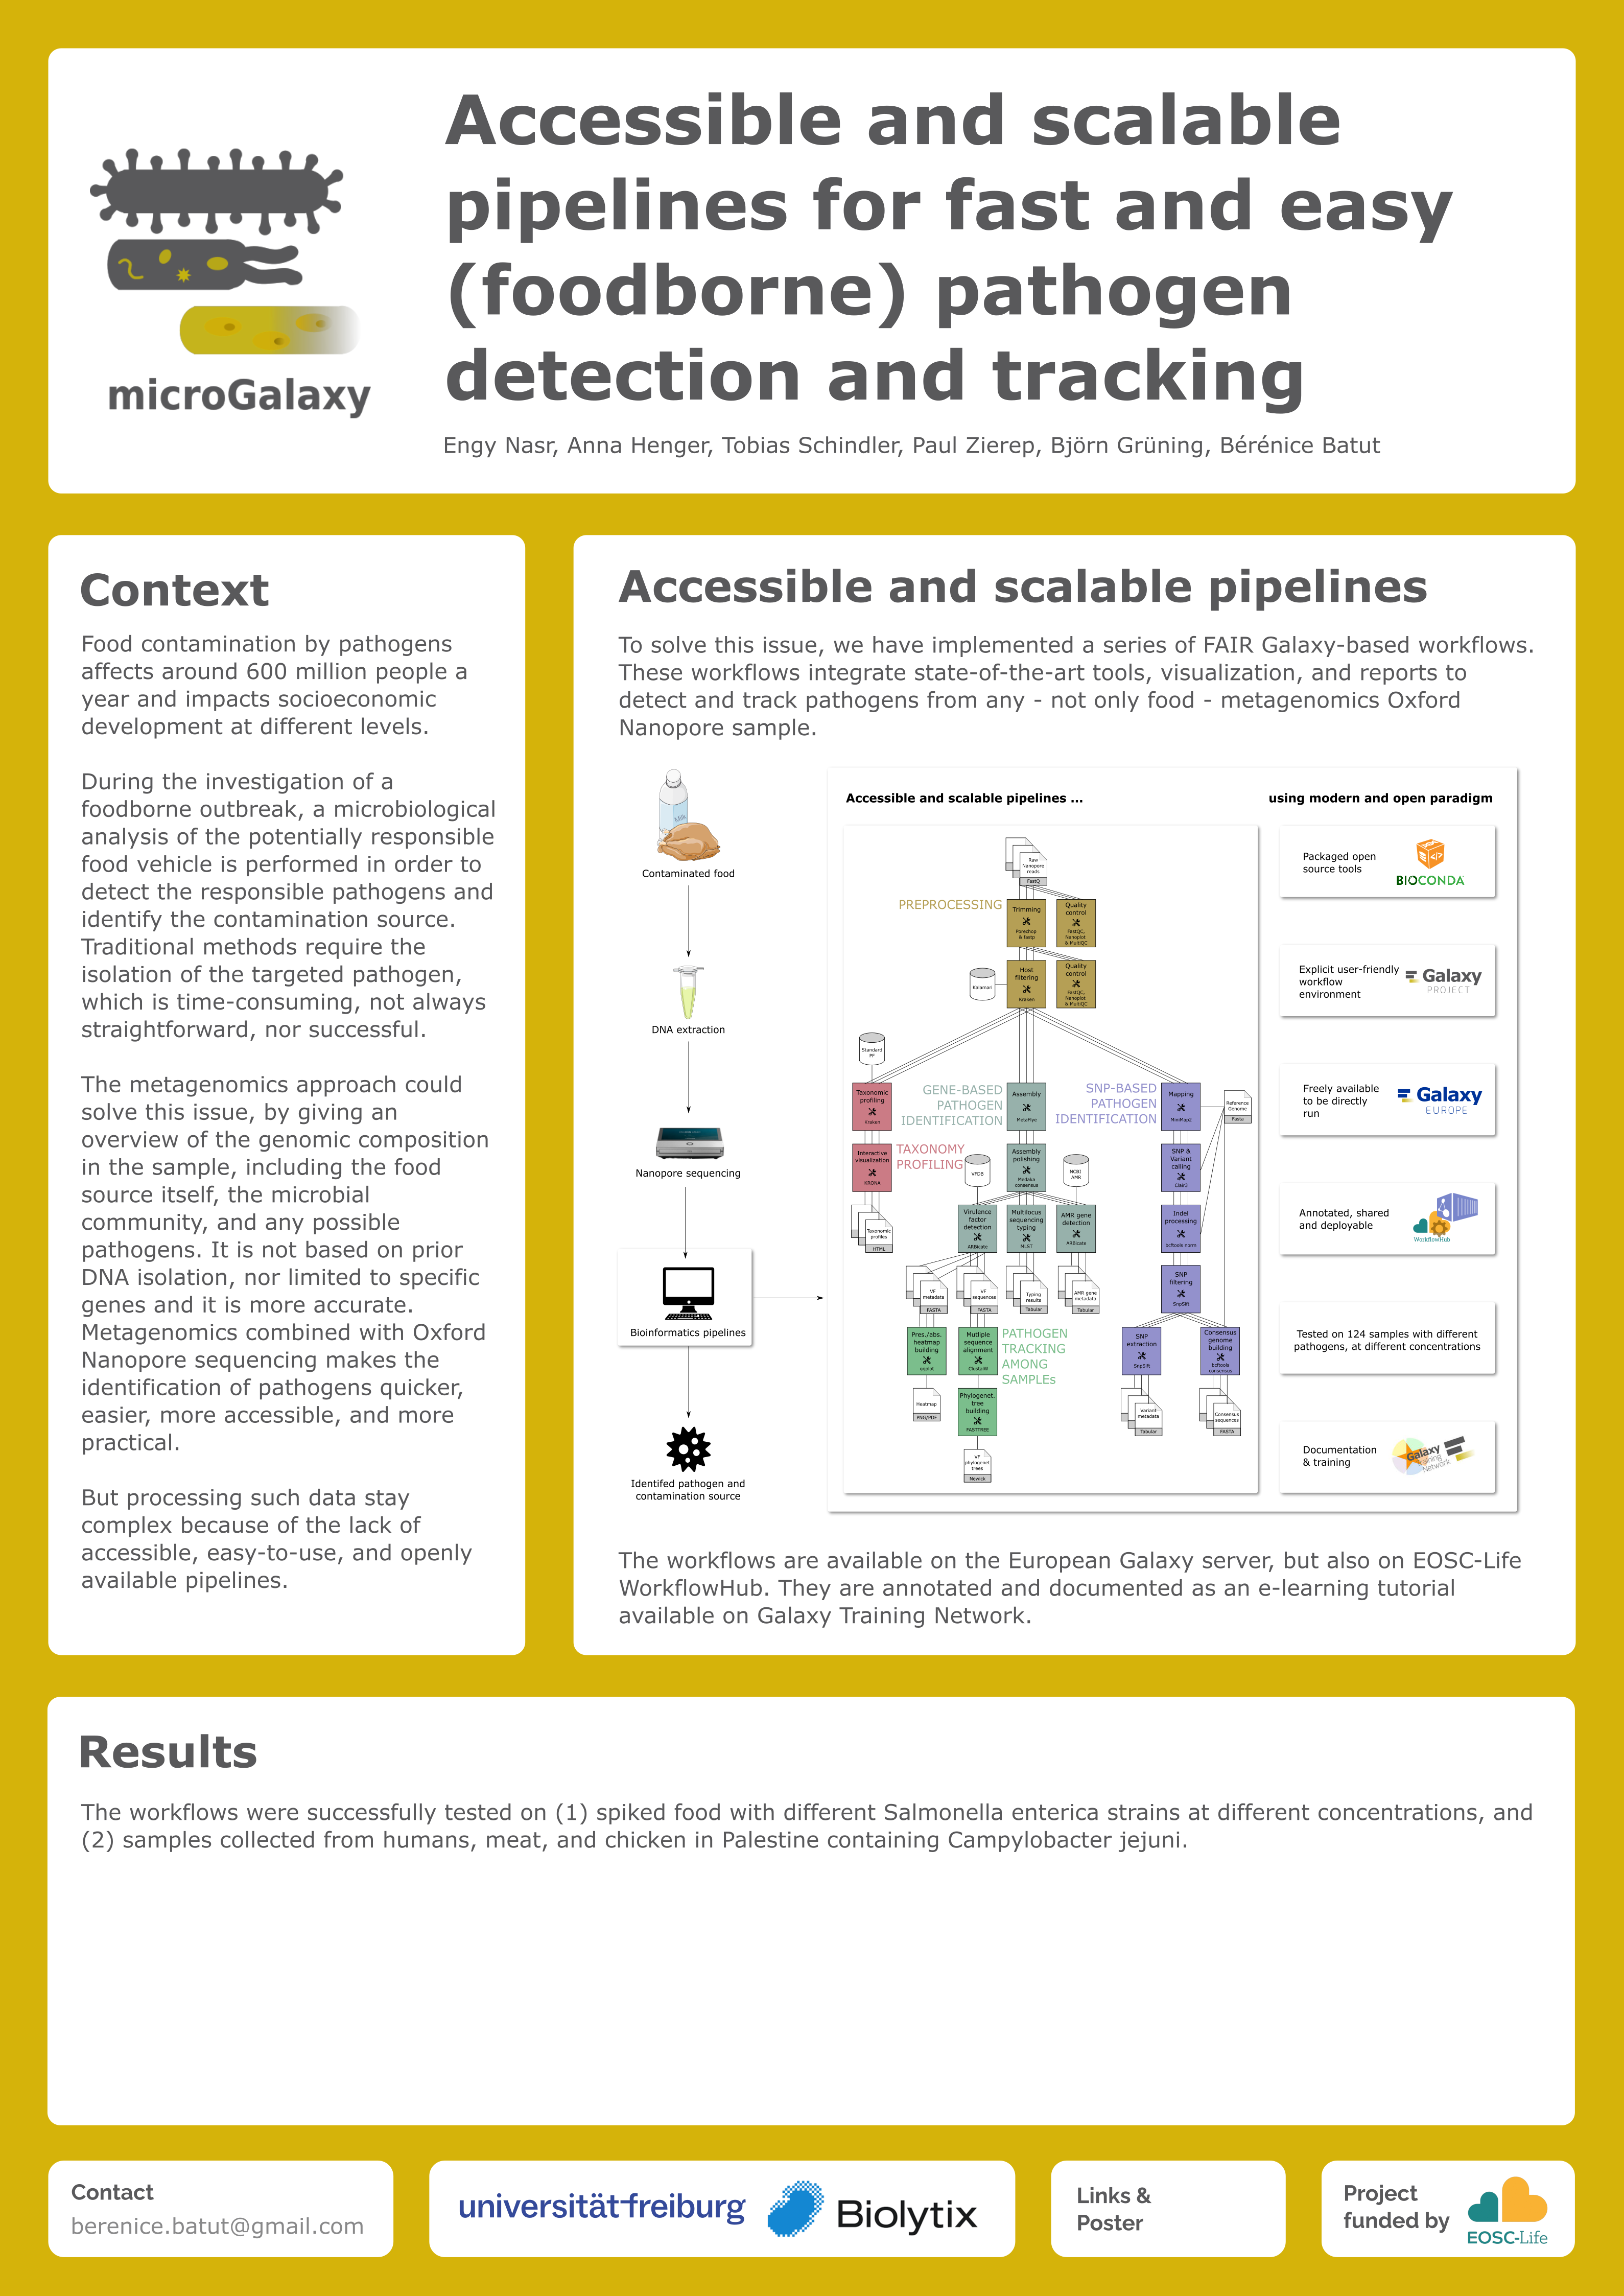 microGalaxy
Accessible and scalable
pipelines for fast and easy
(foodborne) pathogen
detection and tracking
Engy Nasr, Anna Henger, Tobias Schindler, Paul Zierep, Björn Grüning, Bérénice Batut
Context
Food contamination by pathogens
affects around 600 million people a
year and impacts socioeconomic
development at different levels.
During the investigation of a
foodborne outbreak, a microbiological
analysis of the potentially responsible
food vehicle is performed in order to
detect the responsible pathogens and
identify the contamination source.
Traditional methods require the
isolation of the targeted pathogen,
which is time-consuming, not always
straightforward, nor successful.
The metagenomics approach could
solve this issue, by giving an
overview of the genomic composition
in the sample, including the food
source itself, the microbial
community, and any possible
pathogens. It is not based on prior
DNA isolation, nor limited to specific
genes and it is more accurate.
Metagenomics combined with Oxford
Nanopore sequencing makes the
identification of pathogens quicker,
easier, more accessible, and more
practical.
But processing such data stay
complex because of the lack of
accessible, easy-to-use, and openly
available pipelines.
Accessible and scalable pipelines
To solve this issue, we have implemented a series of FAIR Galaxy-based workflows.
These workflows integrate state-of-the-art tools, visualization, and reports to
detect and track pathogens from any - not only food - metagenomics Oxford
Nanopore sample.
Milk
Contaminated food
DNA extraction
Nanopore sequencing
Bioinformatics pipelines
Identifed pathogen and
contamination source
Accessible and scalable pipelines ...
Raw
Nanopore
reads
FastQ
PREPROCESSING
Trimming
Porechop
& fastp
Quality
control
FastQC,
Nanoplot
& MultiQC
Kalamari
Host
filtering
Kraken
Quality
control
FastQC,
Nanoplot
& MultiQC
Standard
PF
Taxonomic
profiling
Kraken
GENE-BASED
PATHOGEN
IDENTIFICATION
Assembly
MetaFlye
SNP-BASED
PATHOGEN
IDENTIFICATION
Mapping
MiniMap2
Reference
Genome
Fasta
Interactive
visualization
KRONA
TAXONOMY
PROFILING
VFDB
Assembly
polishing
Medaka
consensus
NCBI
AMR
SNP &
Variant
calling
Clair3
Taxonomic
profiles
HTML
Virulence
factor
detection
ABRicate
Multilocus
sequencing
typing
MLST
AMR gene
detection
ABRicate
Indel
processing
bcftools norm
VF
metadata
FASTA
VF
sequences
FASTA
Typing
results
Tabular
AMR gene
metadata
Tabular
SNP
filtering
SnpSift
Pres./abs.
heatmap
building
ggplot
Mutliple
sequence
alignment
ClustalW
PATHOGEN
TRACKING
AMONG
SAMPLEs
SNP
extraction
SnpSift
Consensus
genome
building
bcftools
consensus
Heatmap
PNG/PDF
Phylogenet.
tree
building
FASTTREE
Variant
metadata
Tabular
Consensus
sequences
FASTA
VF
phylogenet
trees
Newick
using modern and open paradigm
Packaged open
source tools
BIOCONDA
Explicit user-friendly
workflow
environment
Galaxy
PROJECT
Freely available
to be directly
run
Galaxy
EUROPE
Annotated, shared
and deployable
WorkflowHub
Tested on 124 samples with different
pathogens, at different concentrations
Documentation
& training
Galaxy
Training
Network
The workflows are available on the European Galaxy server, but also on EOSC-Life
WorkflowHub. They are annotated and documented as an e-learning tutorial
available on Galaxy Training Network.
Results
The workflows were successfully tested on (1) spiked food with different Salmonella enterica strains at different concentrations, and
(2) samples collected from humans, meat, and chicken in Palestine containing Campylobacter jejuni.
Contact
berenice.batut@gmail.com
universität freiburg
Biolytix
Links &
Poster
Project
funded by
EOSC-Life